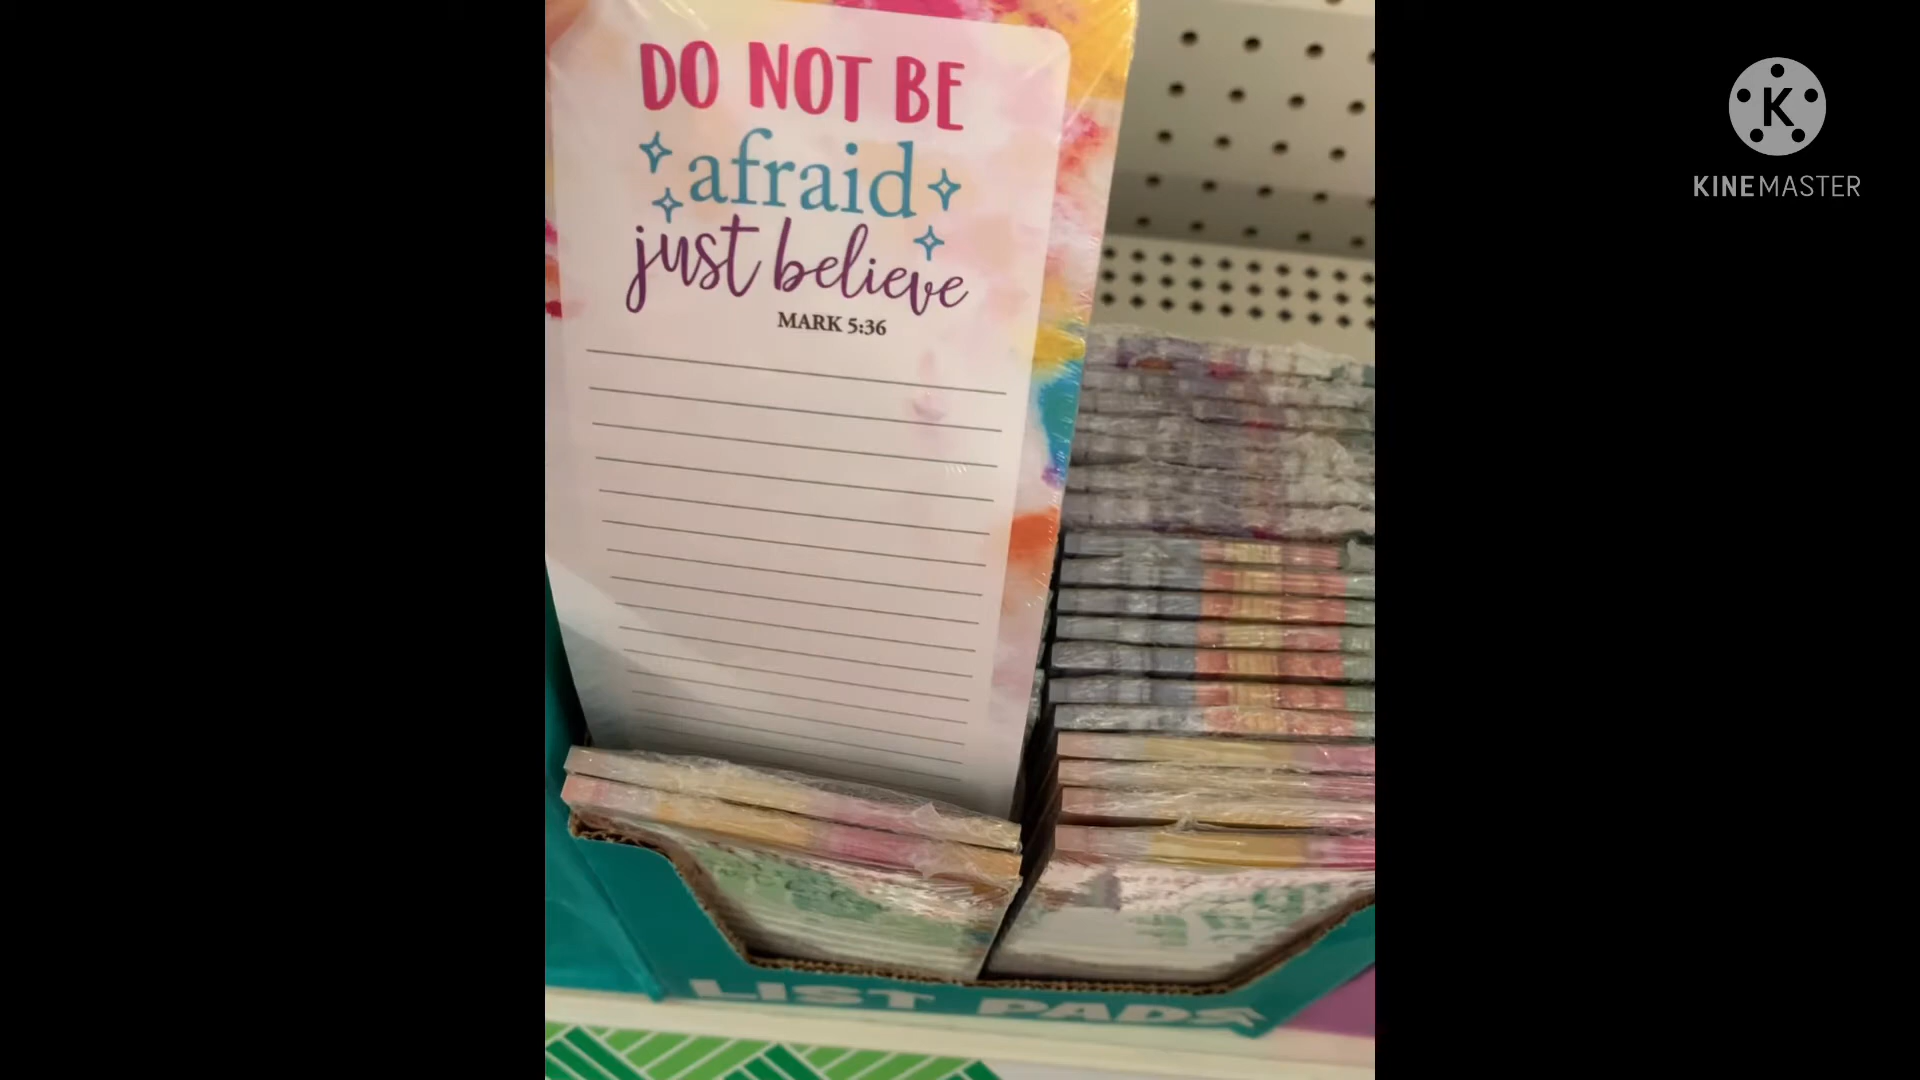 DO NOT BE
afraid
just believe
MARK 5:36
LIST PADS
K
KINEMASTER